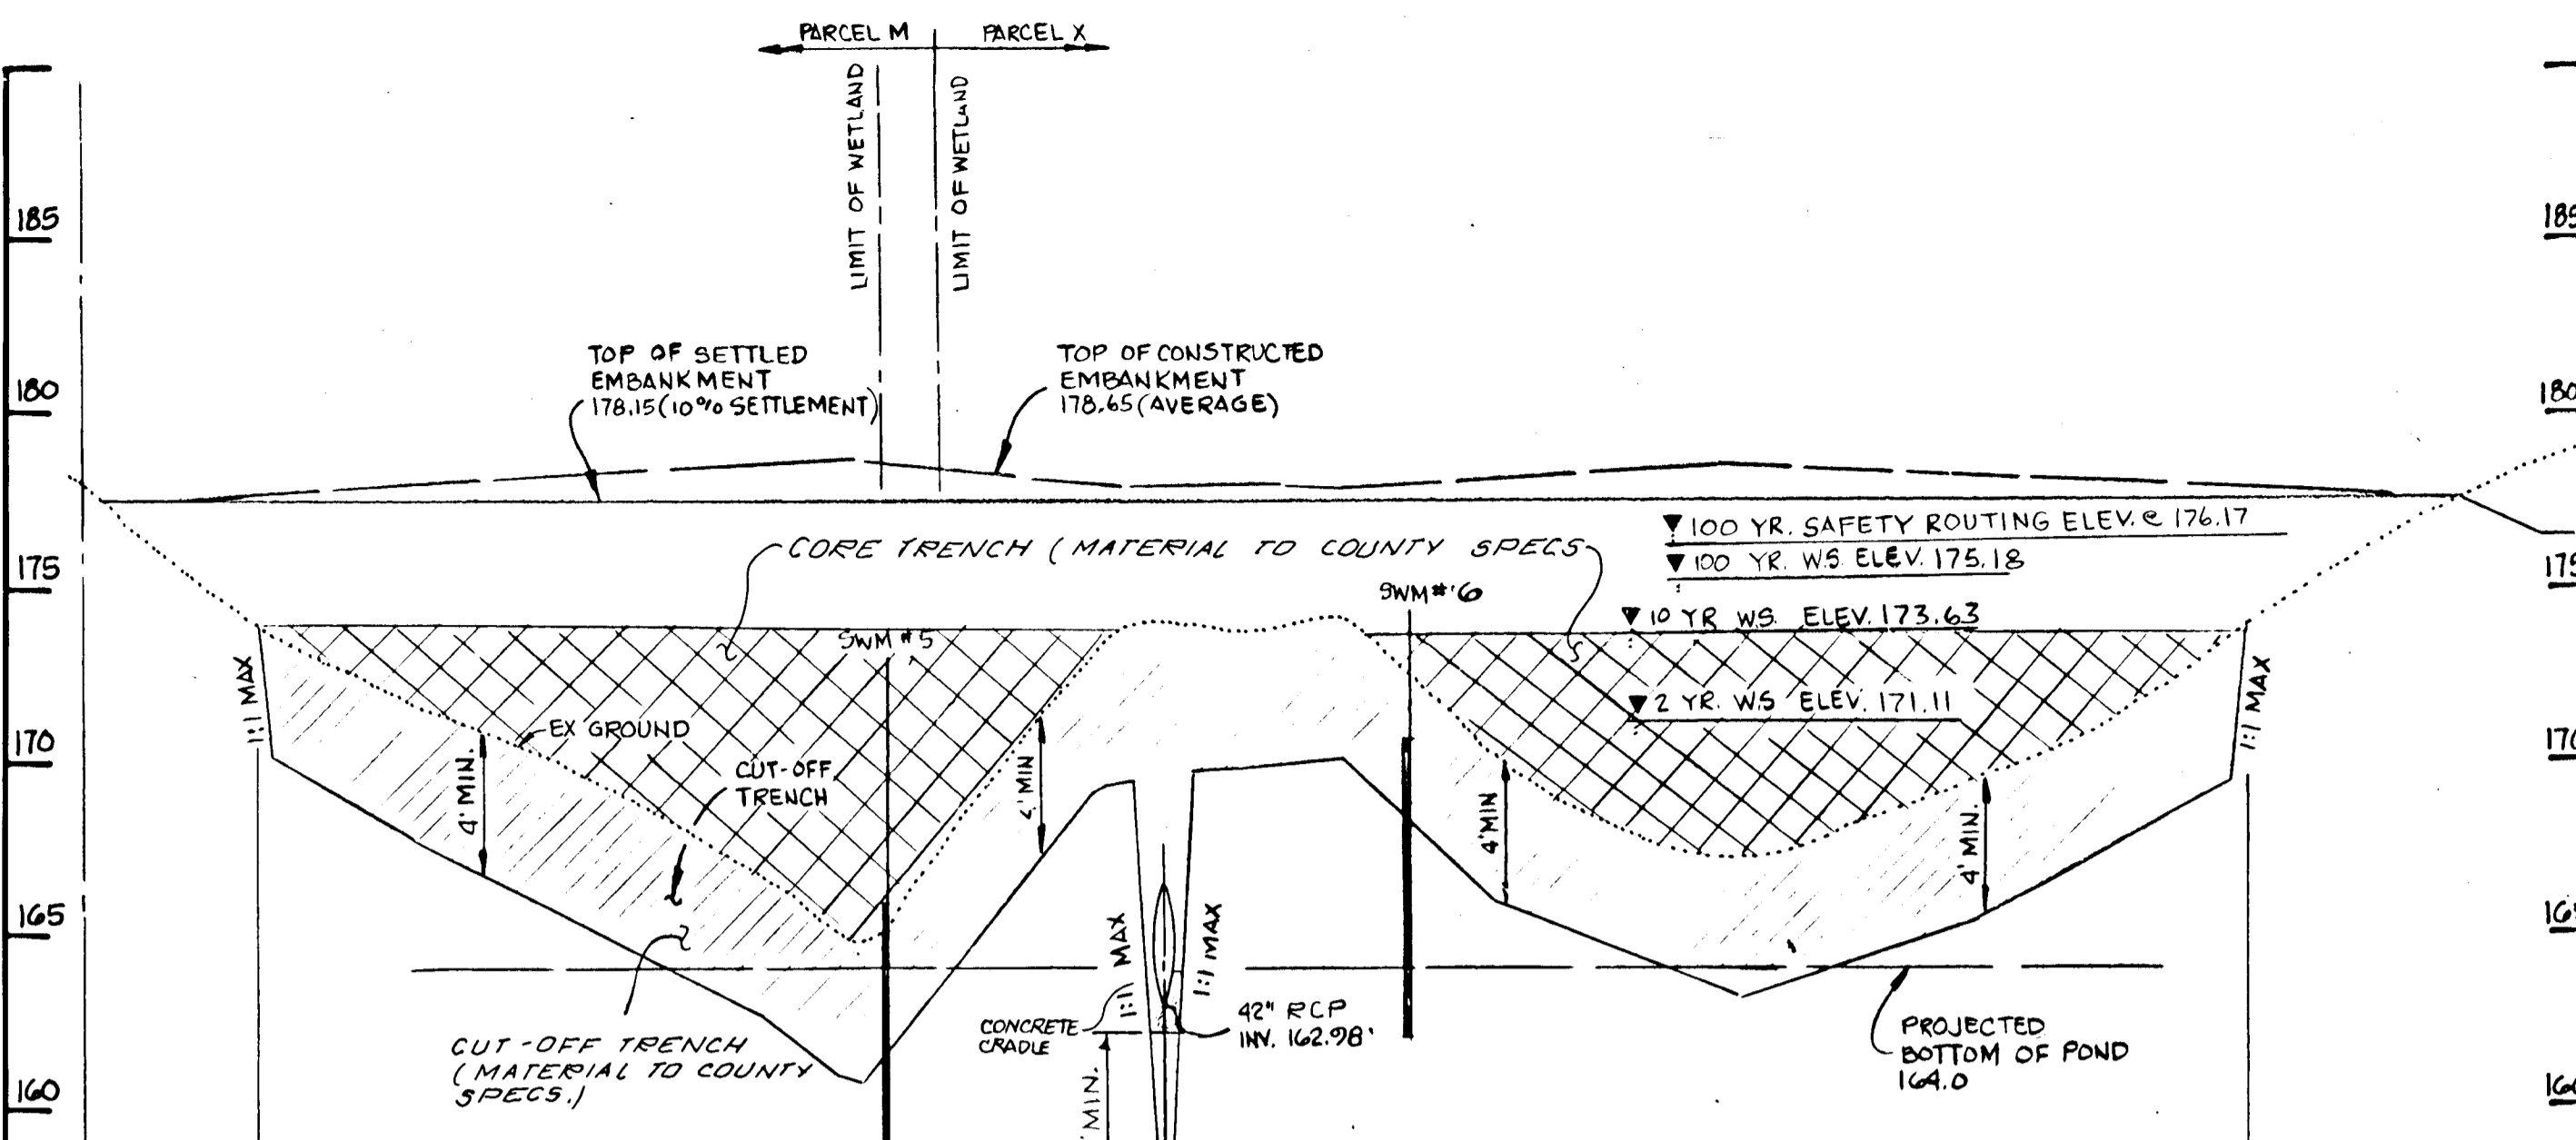 PARCEL M
PARCEL X
LIMIT OF WETLAND
LIMIT OF WETLAND
185
180
175
170
165
160
TOP OF SETTLED
EMBANKMENT
178.15 (10% SETTLEMENT)
TOP OF CONSTRUCTED
EMBANKMENT
178.65 (AVERAGE)
CORE TRENCH (MATERIAL TO COUNTY SPECS
100 YR. SAFETY ROUTING ELEV. @ 176.17
100 YR. W.S. ELEV. 175.18
SWM #6
10 YR W.S. ELEV. 173.63
SWM #5
2 YR. W.S ELEV. 171.11
1:1 MAX
EX GROUND
4' MIN.
CUT-OFF
TRENCH
4' MIN
4' MIN
4' MIN.
1:1 MAX
1:1 MAX
1:1 MAX
CONCRETE
CRADLE
42" RCP
INV. 162.98'
PROJECTED
BOTTOM OF POND
164.0
CUT-OFF TRENCH
(MATERIAL TO COUNTY
SPECS.)
MIN.
180